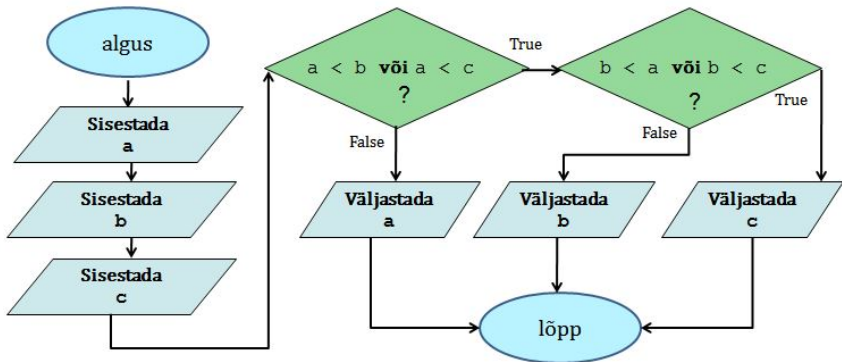 algus
Sisestada
a
Sisestada
b
Sisestada
c
a < b või a < c
?
True
False
b < a või b < c
?
True
False
Väljastada
a
Väljastada
b
Väljastada
c
lõpp